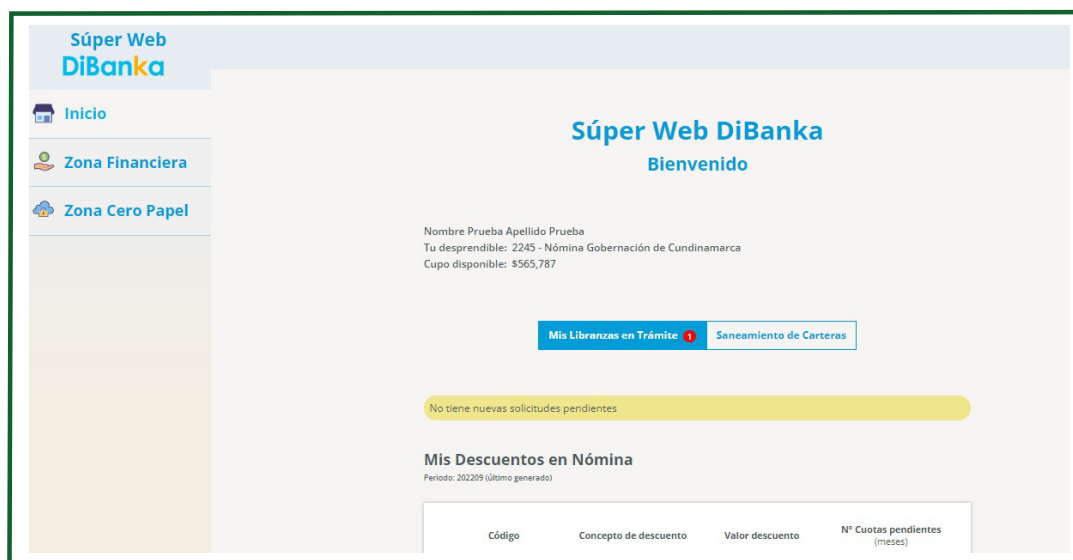 Súper Web
DiBanka
Inicio
Zona Financiera
Zona Cero Papel
Súper Web DiBanka
Bienvenido
Nombre Prueba Apellido Prueba
Tu desprendible: 2245 - Nómina Gobernación de Cundinamarca
Cupo disponible: $565,787
Mis Libranzas en Trámite 1 Saneamiento de Carteras
No tiene nuevas solicitudes pendientes
Mis Descuentos en Nómina
Periodo: 202209 (último generado)
Código Concepto de descuento Valor descuento Nº Cuotas pendientes
(meses)